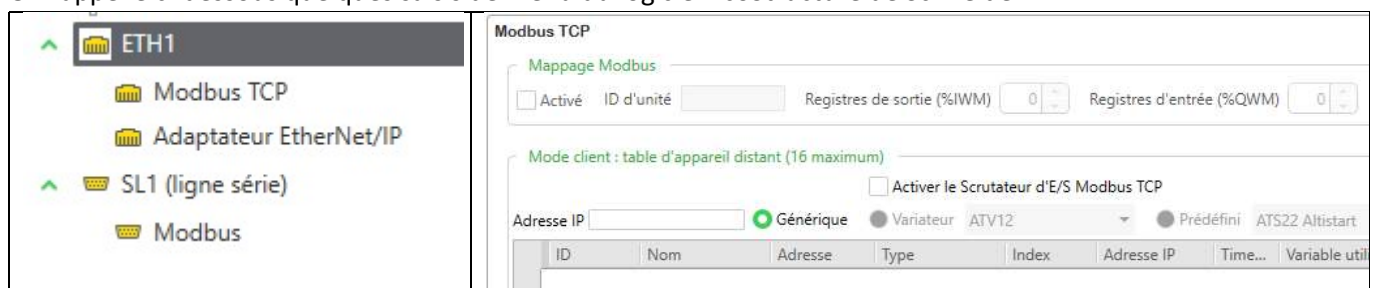 ETH1
Modbus TCP
Adaptateur EtherNet/IP
SL1 (ligne série)
Modbus
Modbus TCP
Mappage Modbus
Activé ID d'unité Registres de sortie (%IWM) 0 Registres d'entrée (%QWM) 0
Mode client : table d'appareil distant (16 maximum)
Activer le Scrutateur d'E/S Modbus TCP
Adresse IP Générique Variateur ATV12 Prédéfini ATS22 Altistart
ID Nom Adresse Type Index Adresse IP Time... Variable utili